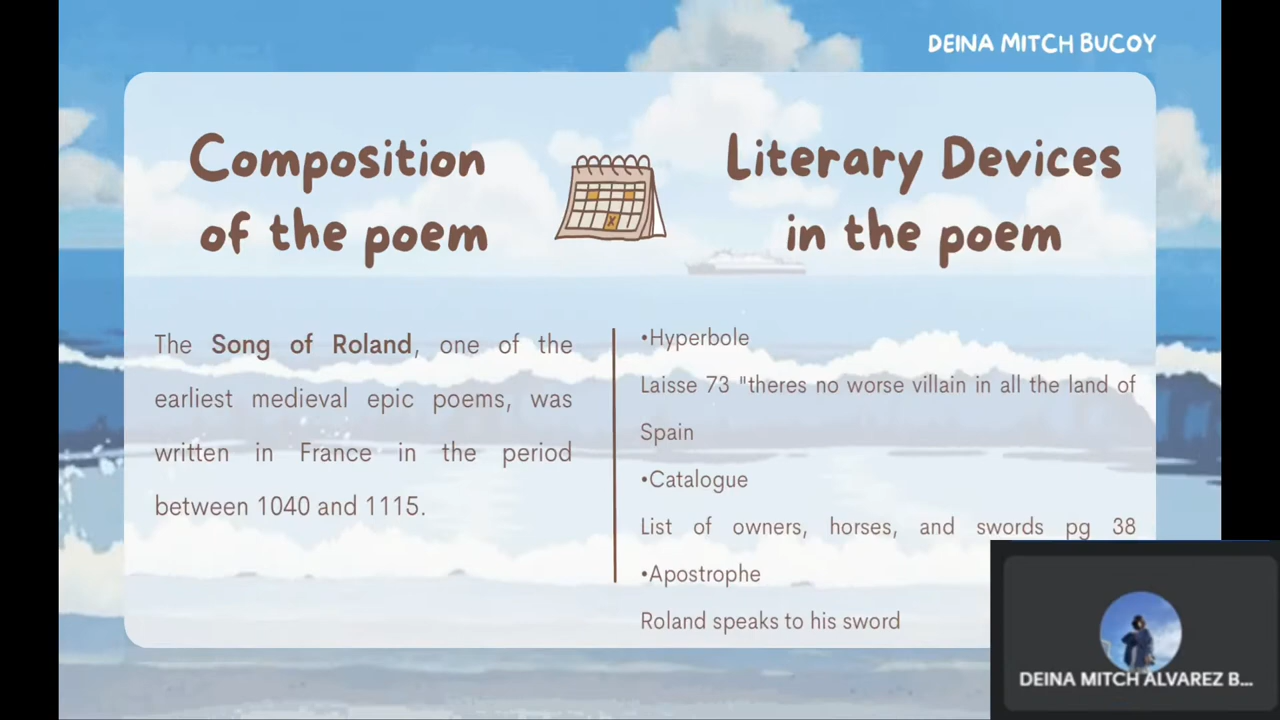 DEINA MITCH BUCOY
Composition
of the poem
Literary Devices
in the poem
The Song of Roland, one of the
earliest medieval epic poems, was
written in France in the period
between 1040 and 1115.
•Hyperbole
Laisse 73 "theres no worse villain in all the land of
Spain
•Catalogue
List of owners, horses, and swords pg 38
•Apostrophe
Roland speaks to his sword
DEINA MITCH ALVAREZ B...